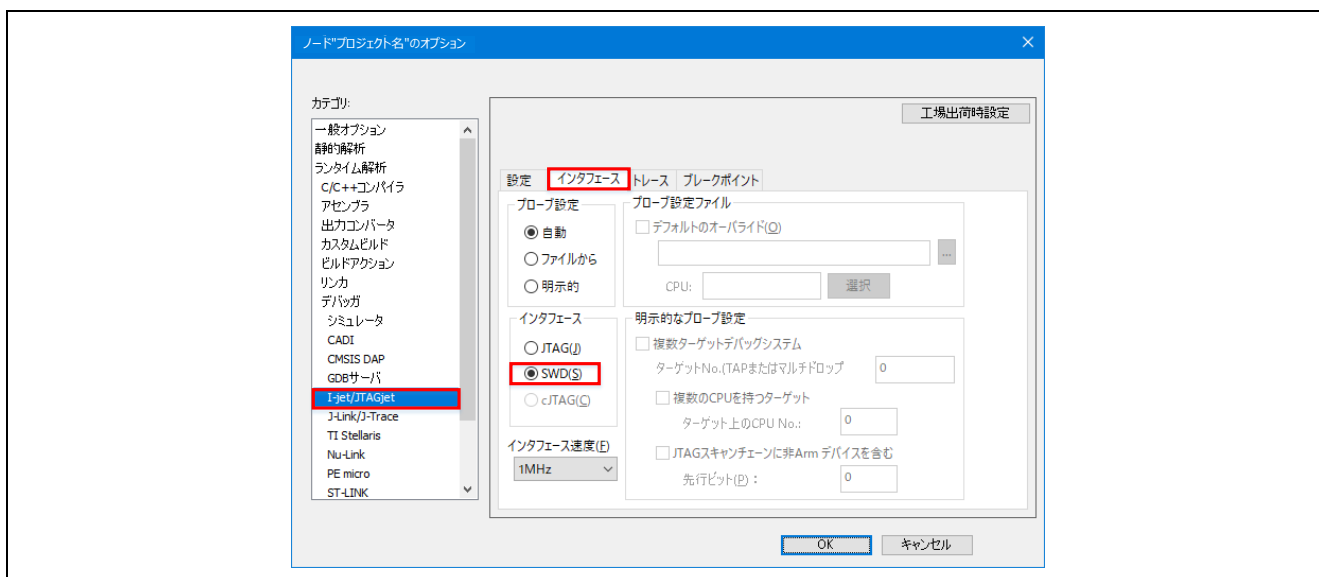 ノード"プロジェクト名"のオプション
カテゴリ:
一般オプション
静的解析
ランタイム解析
C/C++コンパイラ
アセンブラ
出力コンバータ
カスタムビルド
ビルドアクション
リンカ
デバッガ
シミュレータ
CADI
CMSIS DAP
GDBサーバ
I-jet/JTAGjet
J-Link/J-Trace
TI Stellaris
Nu-Link
PE micro
ST-LINK
工場出荷時設定
設定 インタフェース トレース ブレークポイント
プローブ設定
自動
ファイルから
明示的
プローブ設定ファイル
デフォルトのオーバライド(O)
...
CPU: 選択
インタフェース
JTAG(J)
SWD(S)
cJTAG(C)
インタフェース速度(F)
1MHz
明示的なプローブ設定
複数ターゲットデバッグシステム
ターゲットNo.(TAPまたはマルチドロップ 0
複数のCPUを持つターゲット
ターゲット上のCPU No.: 0
JTAGスキャンチェーンに非Arm デバイスを含む
先行ビット(P)： 0
OK キャンセル